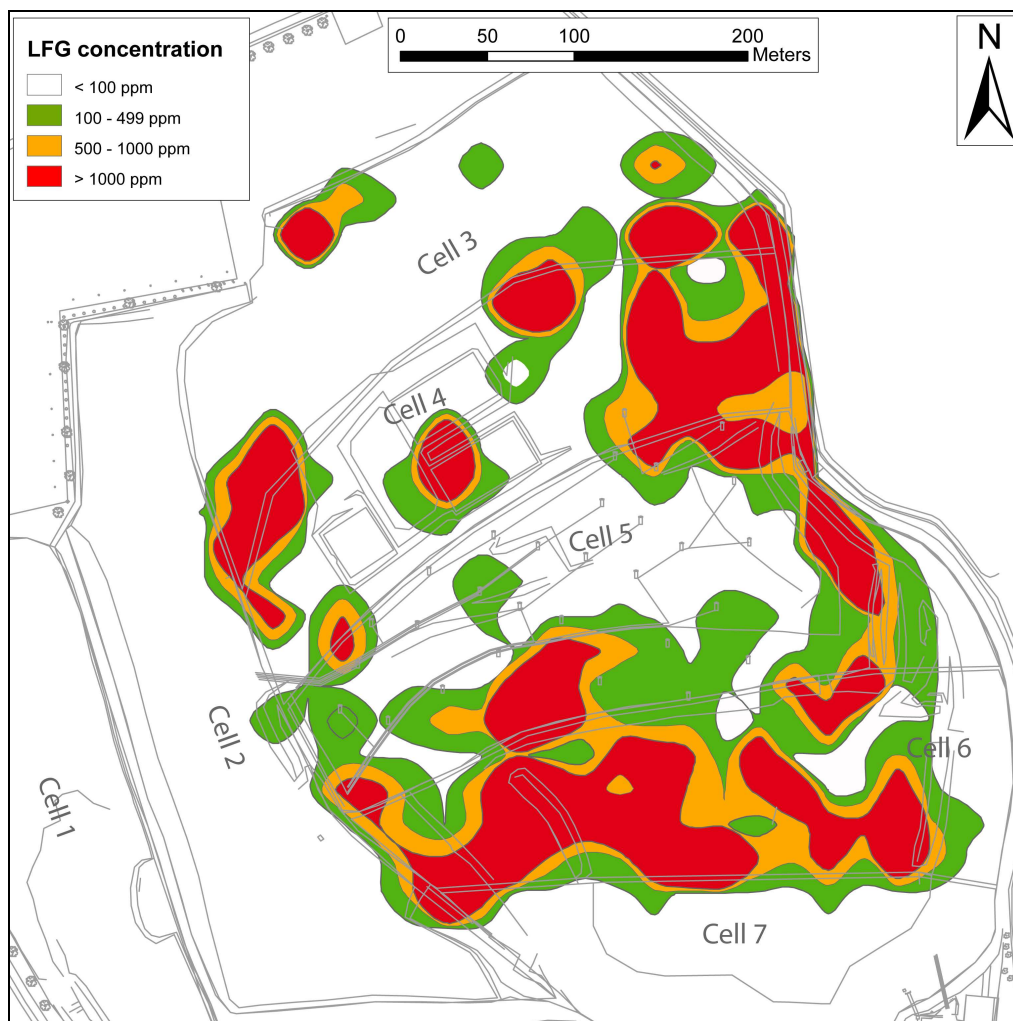 LFG concentration
< 100 ppm
100 - 499 ppm
500 - 1000 ppm
> 1000 ppm
0 50 100 200
Meters
N
Cell 3
Cell 4
Cell 5
Cell 2
Cell 6
Cell 1
Cell 7